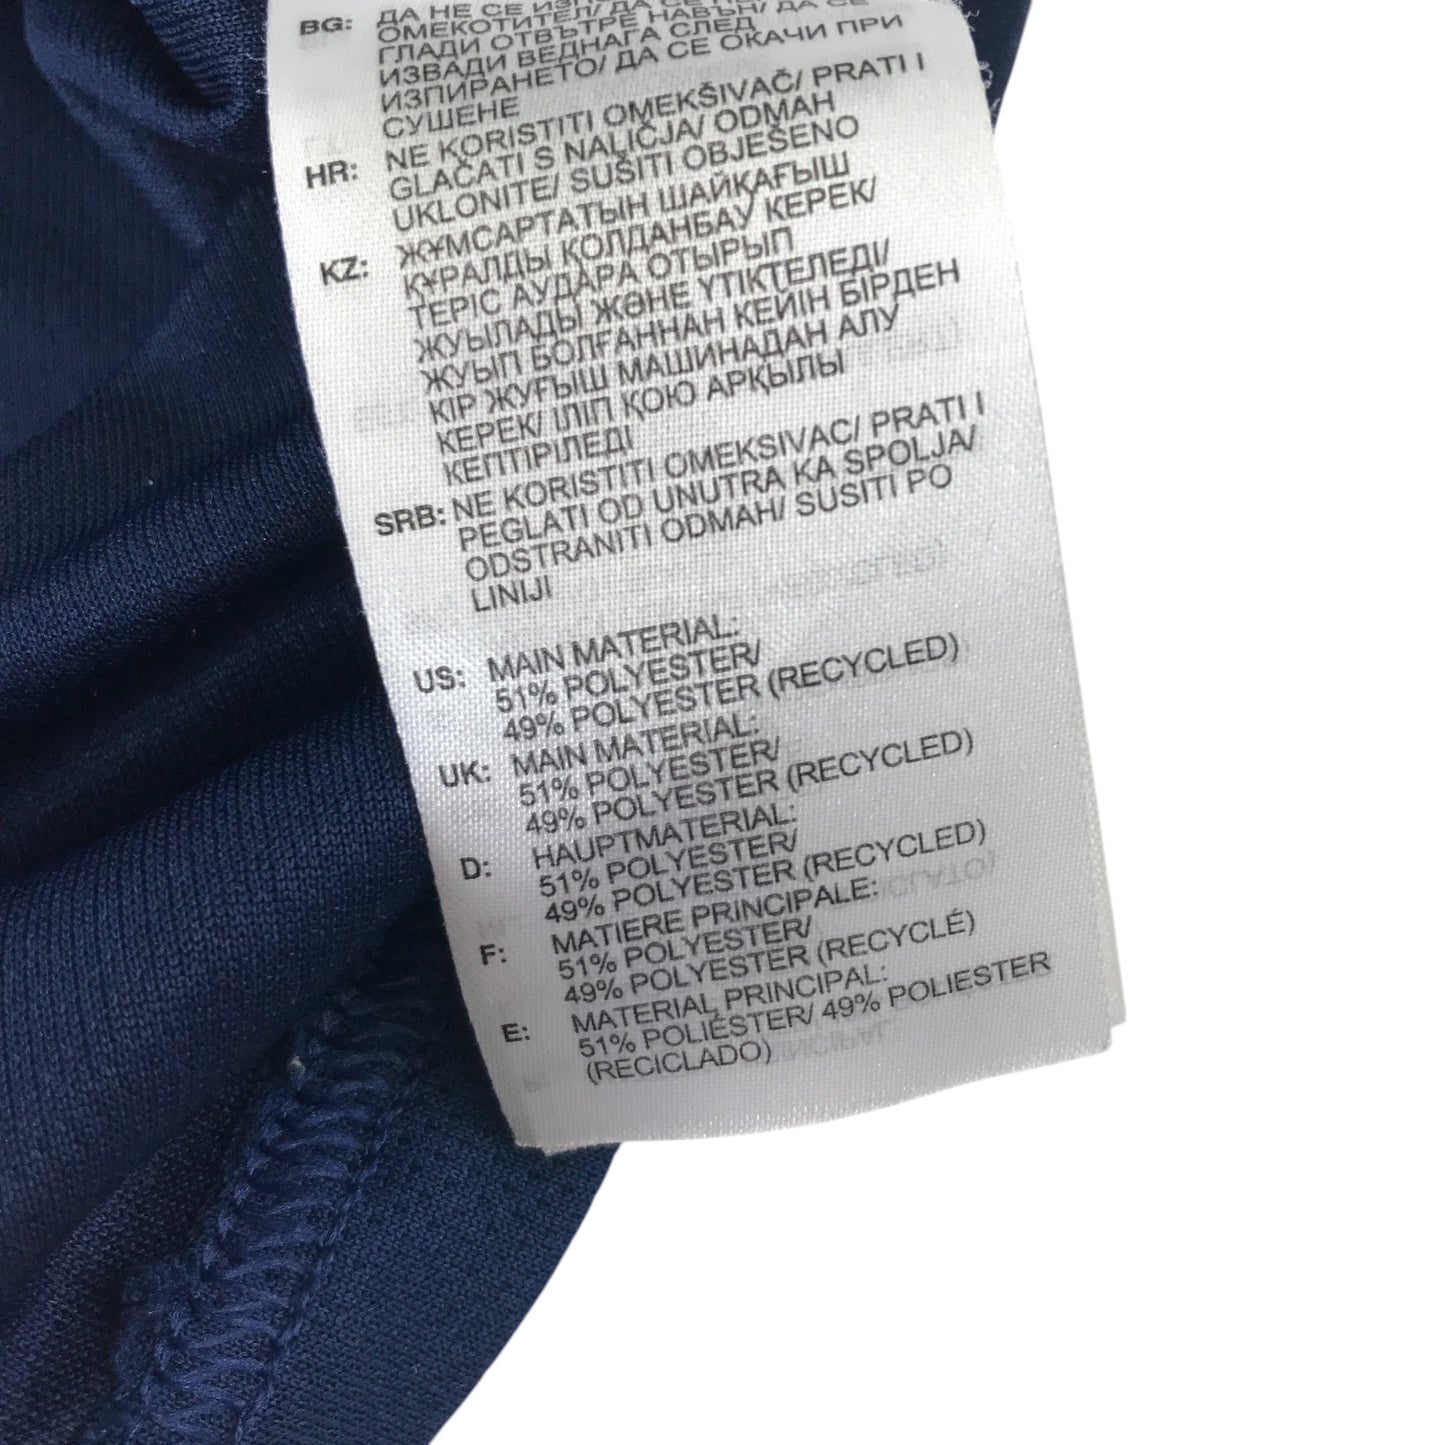 BG: ДА НЕ СЕ
ОМЕКОТИТЕЛ/ ДА СЕ
ГЛАДИ ОТВЪТРЕ НАВЪН/ ДА СЕ
ИЗВАДИ ВЕДНАГА СЛЕД
ИЗПИРАНЕТО/ ДА СЕ ОКАЧИ ПРИ
СУШЕНЕ
HR: NE KORISTITI OMEKŠIVAČ/ PRATI I
GLAČATI S NALIČJA/ ODMAH
UKLONITE/ SUŠITI OBJEŠENO
KZ: ЖҰМСАРТАТЫН ШАЙҚАҒЫШ
ҚҰРАЛДЫ ҚОЛДАНБАУ КЕРЕК/
ТЕРІС АУДАРА ОТЫРЫП
ЖУЫЛАДЫ ЖӘНЕ ҮТІКТЕЛЕДІ/
ЖУЫП БОЛҒАННАН КЕЙІН БІРДЕН
КІР ЖУҒЫШ МАШИНАДАН АЛУ
КЕРЕК/ ІЛІП ҚОЮ АРҚЫЛЫ
КЕПТІРІЛЕДІ
SRB: NE KORISTITI OMEKSIVAC/ PRATI I
PEGLATI OD UNUTRA KA SPOLJA/
ODSTRANITI ODMAH/ SUSITI PO
LINIJI
US: MAIN MATERIAL:
51% POLYESTER/
49% POLYESTER (RECYCLED)
UK: MAIN MATERIAL:
51% POLYESTER/
49% POLYESTER (RECYCLED)
D: HAUPTMATERIAL:
51% POLYESTER/
49% POLYESTER (RECYCLED)
F: MATIERE PRINCIPALE:
51% POLYESTER/
49% POLYESTER (RECYCLÉ)
E: MATERIAL PRINCIPAL:
51% POLIÉSTER/ 49% POLIESTER
(RECICLADO)